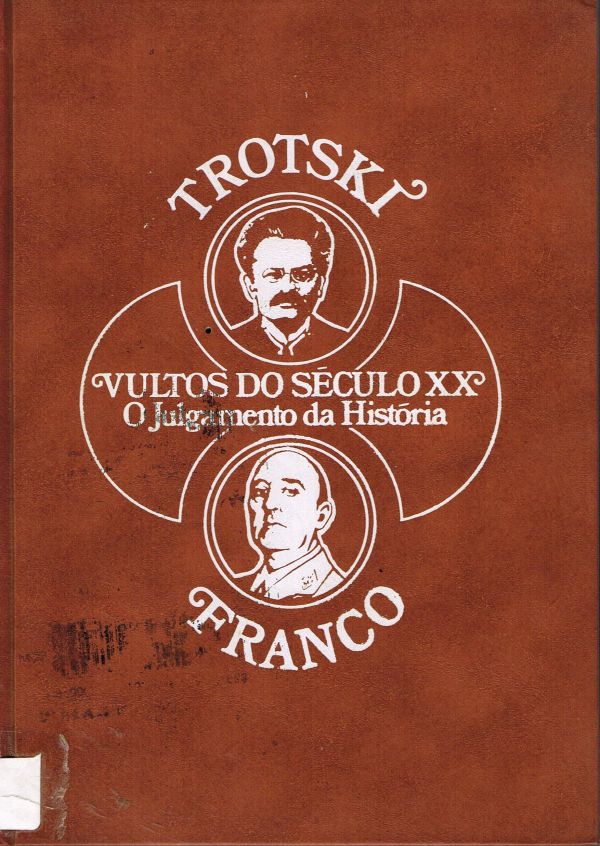 TROTSKI
VULTOS DO SÉCULO XX
O Julgamento da História
FRANCO